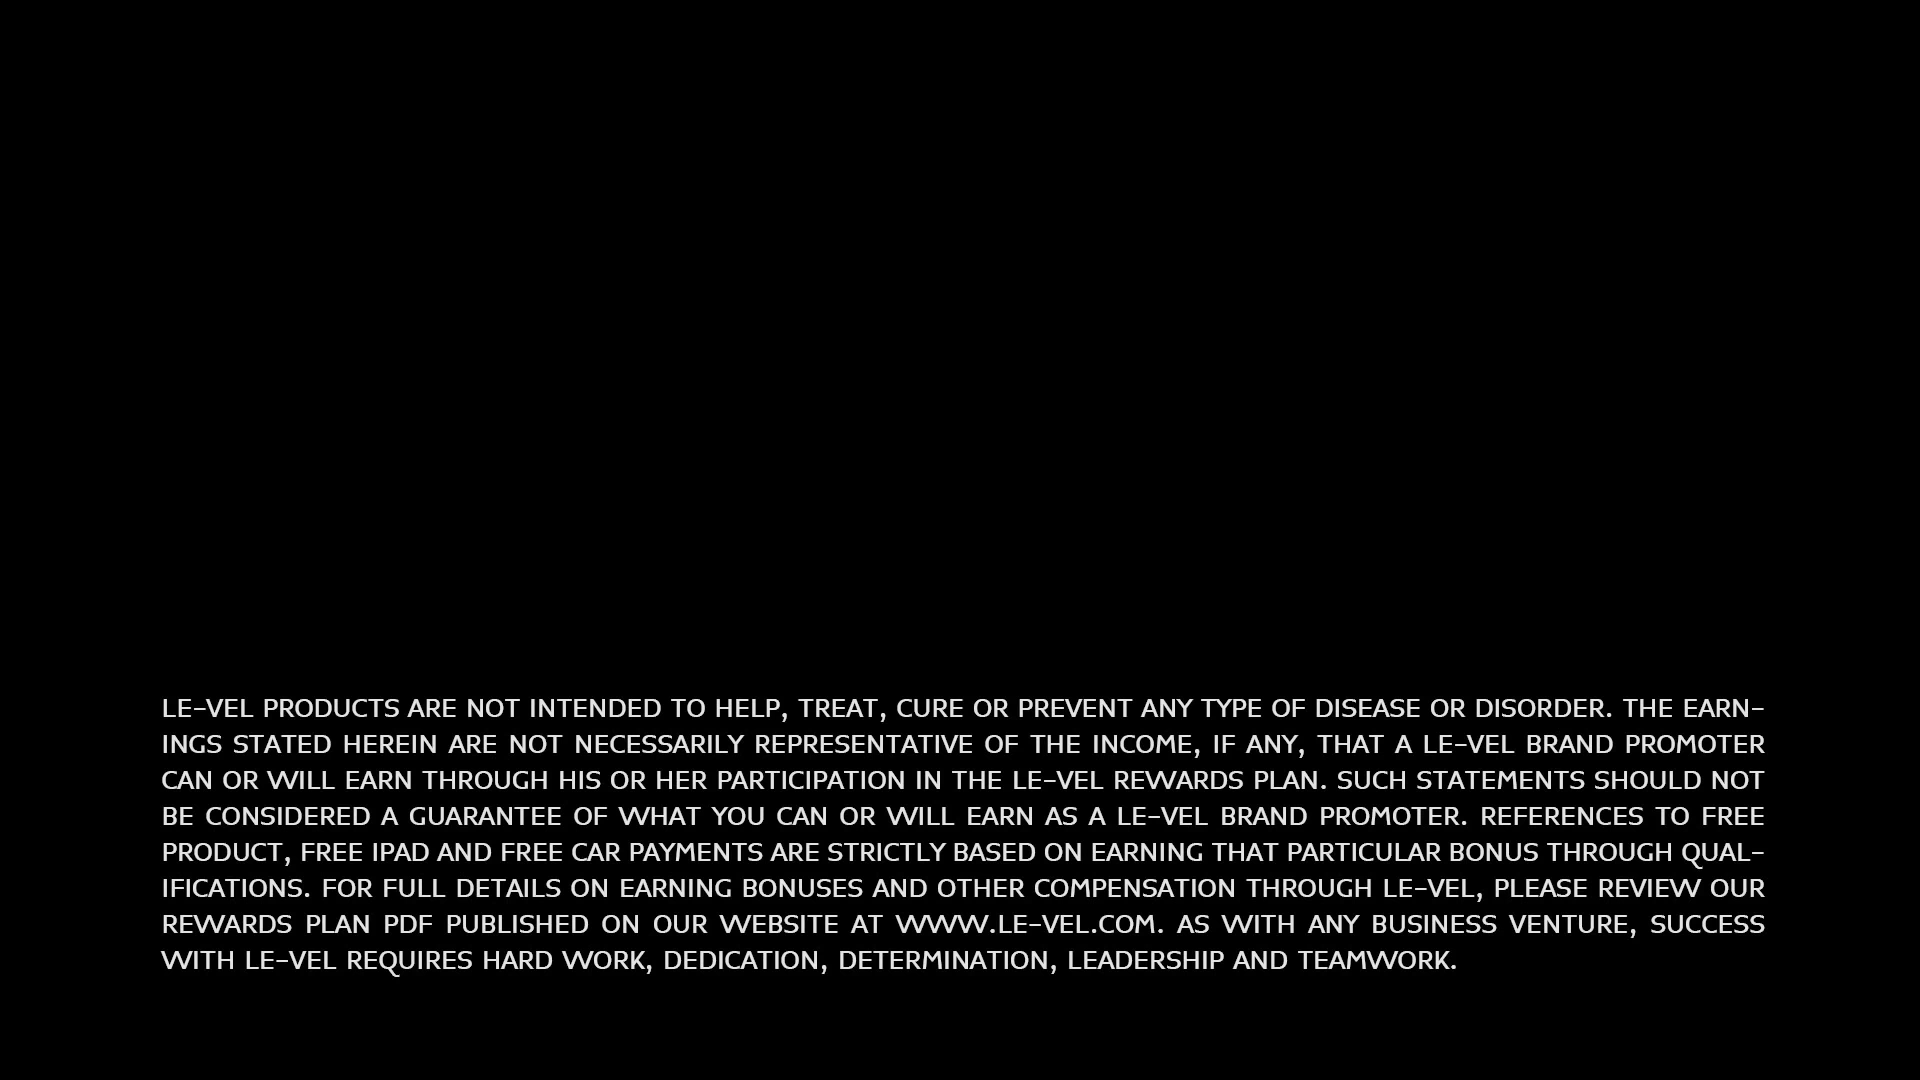 LE-VEL PRODUCTS ARE NOT INTENDED TO HELP, TREAT, CURE OR PREVENT ANY TYPE OF DISEASE OR DISORDER. THE EARN-
INGS STATED HEREIN ARE NOT NECESSARILY REPRESENTATIVE OF THE INCOME, IF ANY, THAT A LE-VEL BRAND PROMOTER
CAN OR WILL EARN THROUGH HIS OR HER PARTICIPATION IN THE LE-VEL REWARDS PLAN. SUCH STATEMENTS SHOULD NOT
BE CONSIDERED A GUARANTEE OF WHAT YOU CAN OR WILL EARN AS A LE-VEL BRAND PROMOTER. REFERENCES TO FREE
PRODUCT, FREE IPAD AND FREE CAR PAYMENTS ARE STRICTLY BASED ON EARNING THAT PARTICULAR BONUS THROUGH QUAL-
IFICATIONS. FOR FULL DETAILS ON EARNING BONUSES AND OTHER COMPENSATION THROUGH LE-VEL, PLEASE REVIEW OUR
REWARDS PLAN PDF PUBLISHED ON OUR WEBSITE AT WWW.LE-VEL.COM. AS WITH ANY BUSINESS VENTURE, SUCCESS
WITH LE-VEL REQUIRES HARD WORK, DEDICATION, DETERMINATION, LEADERSHIP AND TEAMWORK.